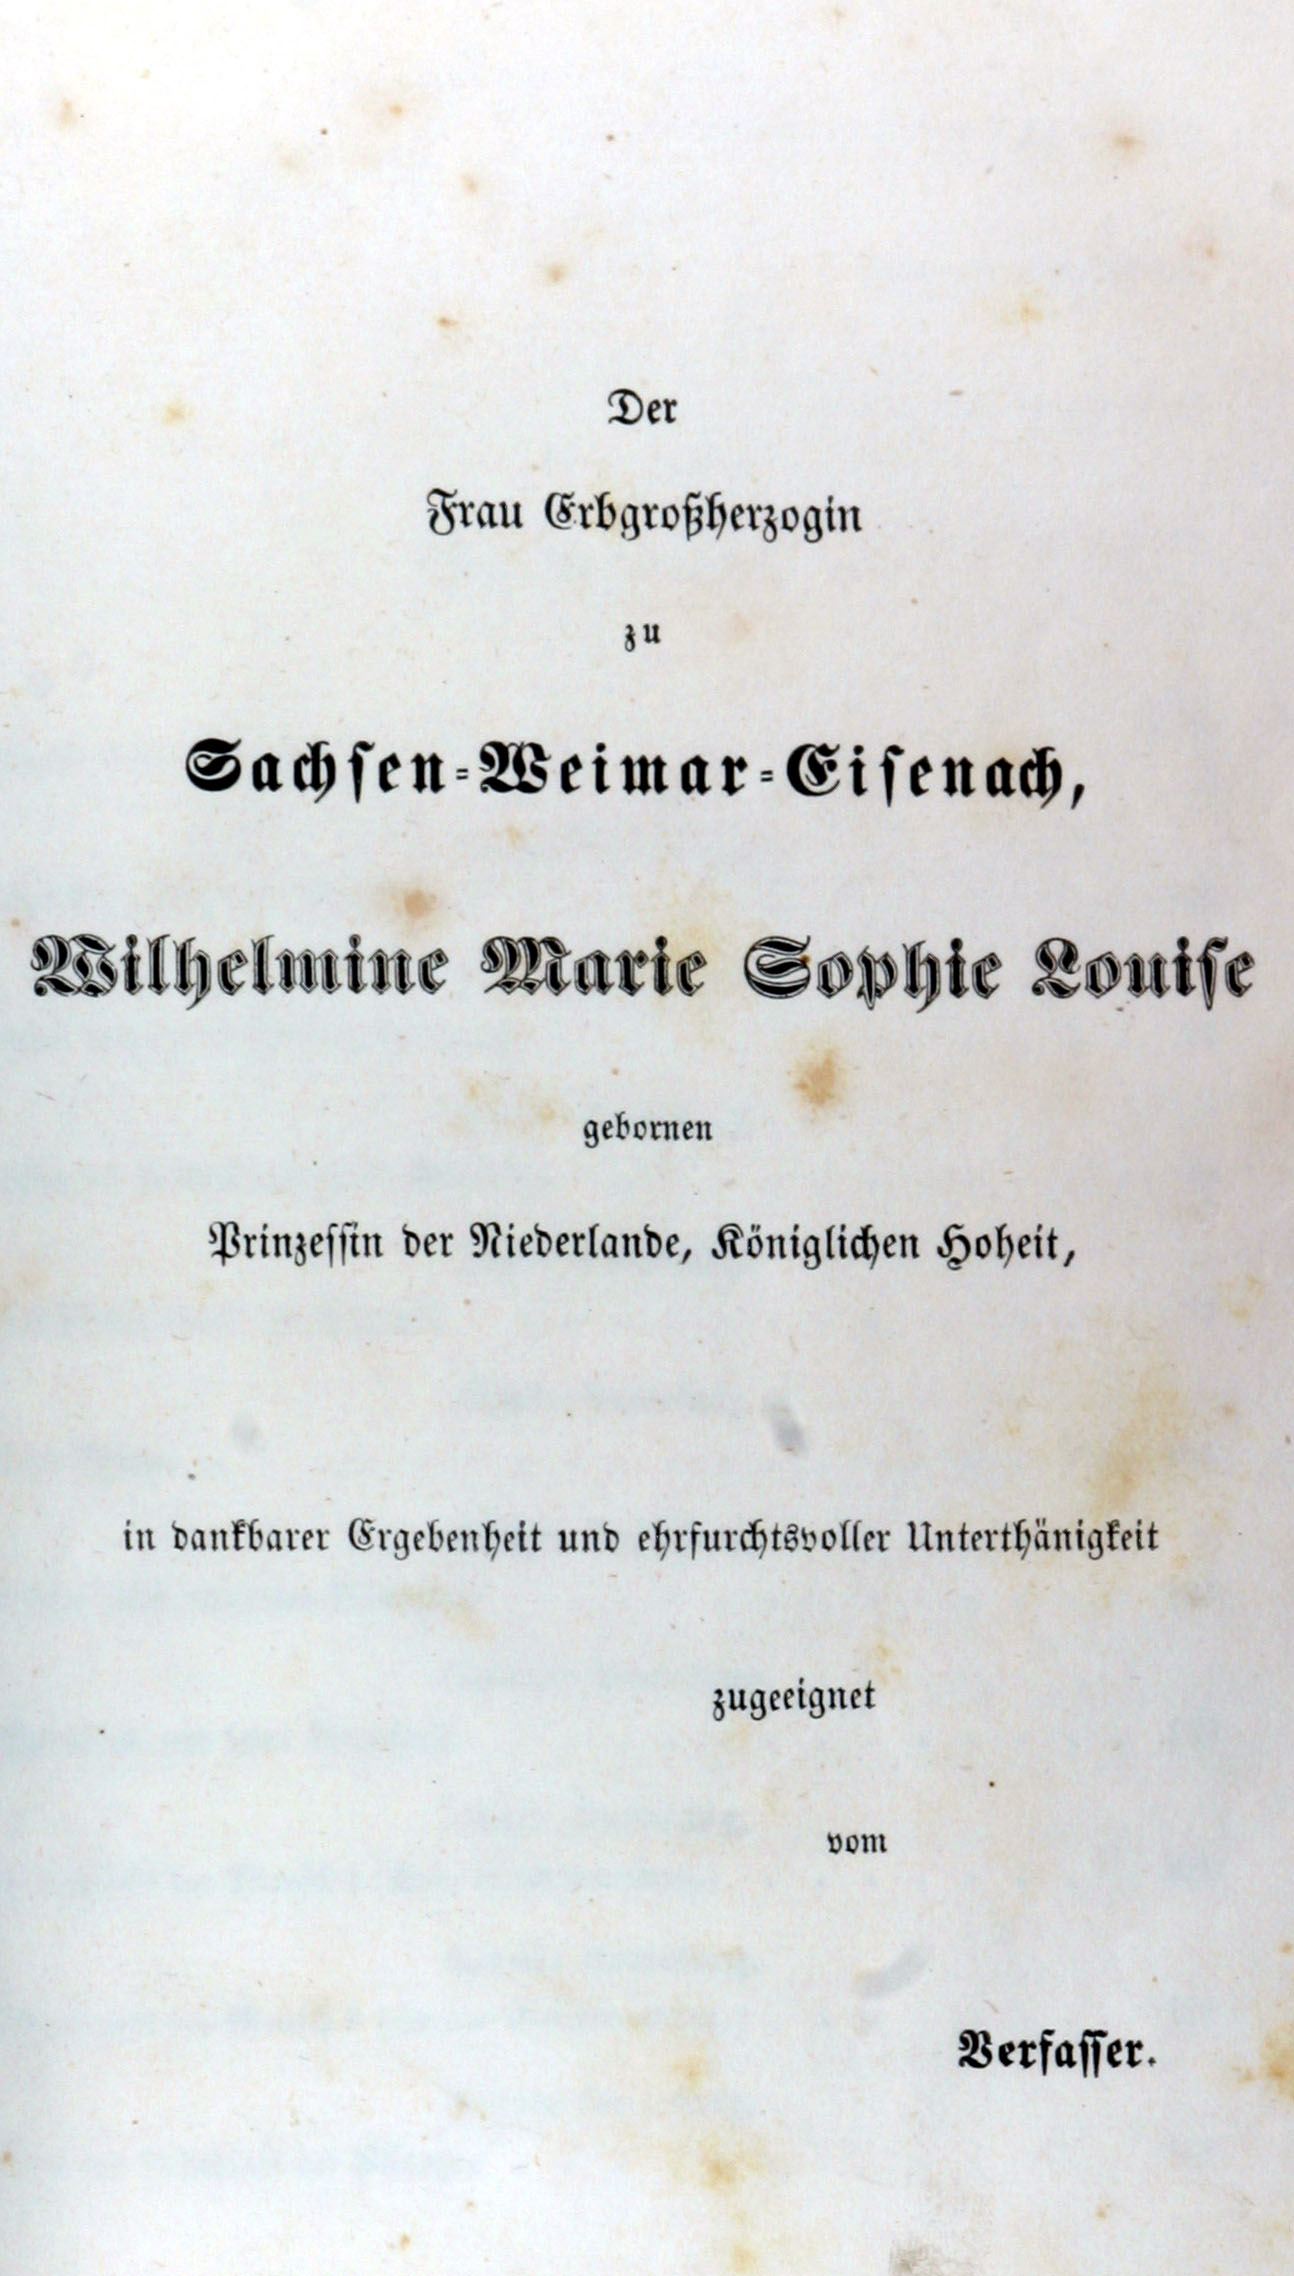 Der
Frau Erbgroßherzogin
zu
Sachsen-Weimar-Eisenach,
Wilhelmine Marie Sophie Louise
gebornen
Prinzessin der Niederlande, Königlichen Hoheit,
in dankbarer Ergebenheit und ehrfurchtsvoller Unterthänigkeit
zugeeignet
vom
Verfasser.